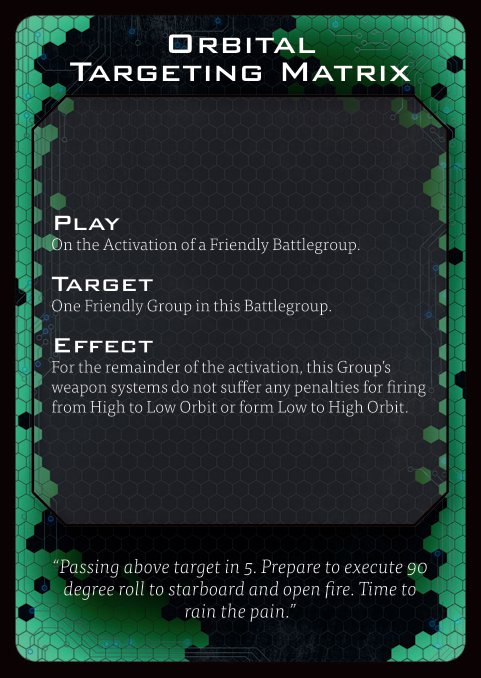 Orbital
Targeting Matrix
Play
On the Activation of a Friendly Battlegroup.
Target
One Friendly Group in this Battlegroup.
Effect
For the remainder of the activation, this Group's
weapon systems do not suffer any penalties for firing
from High to Low Orbit or form Low to High Orbit.
“Passing above target in 5. Prepare to execute 90
degree roll to starboard and open fire. Time to
rain the pain.”